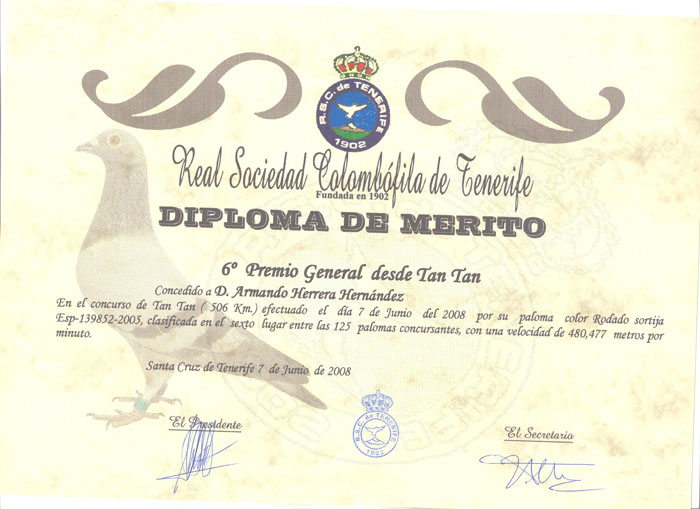 R.S.C. de TENERIFE
1902
Real Sociedad Colombófila de Tenerife
Fundada en 1902
DIPLOMA DE MERITO
6º Premio General desde Tan Tan
Concedido a D. Armando Herrera Hernández
En el concurso de Tan Tan ( 506 Km.) efectuado el día 7 de Junio del 2008 por su paloma color Rodado sortija
Esp-139852-2005, clasificada en el sexto lugar entre las 125 palomas concursantes, con una velocidad de 480,477 metros por
minuto.
Santa Cruz de Tenerife 7 de Junio, de 2008
El Presidente
R.S.C. de TENERIFE
1902
El Secretario